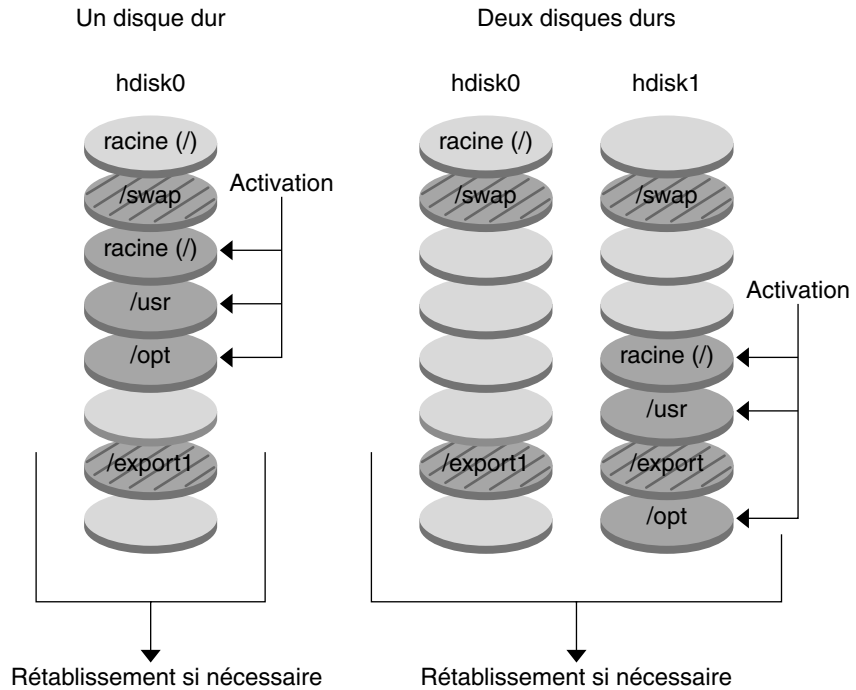 Un disque dur
Deux disques durs
hdisk0
hdisk0
hdisk1
racine (/)
/swap
Activation
racine (/)
/usr
/opt
/export1
racine (/)
/swap
/export1
/swap
Activation
racine (/)
/usr
/export
/opt
Rétablissement si nécessaire
Rétablissement si nécessaire